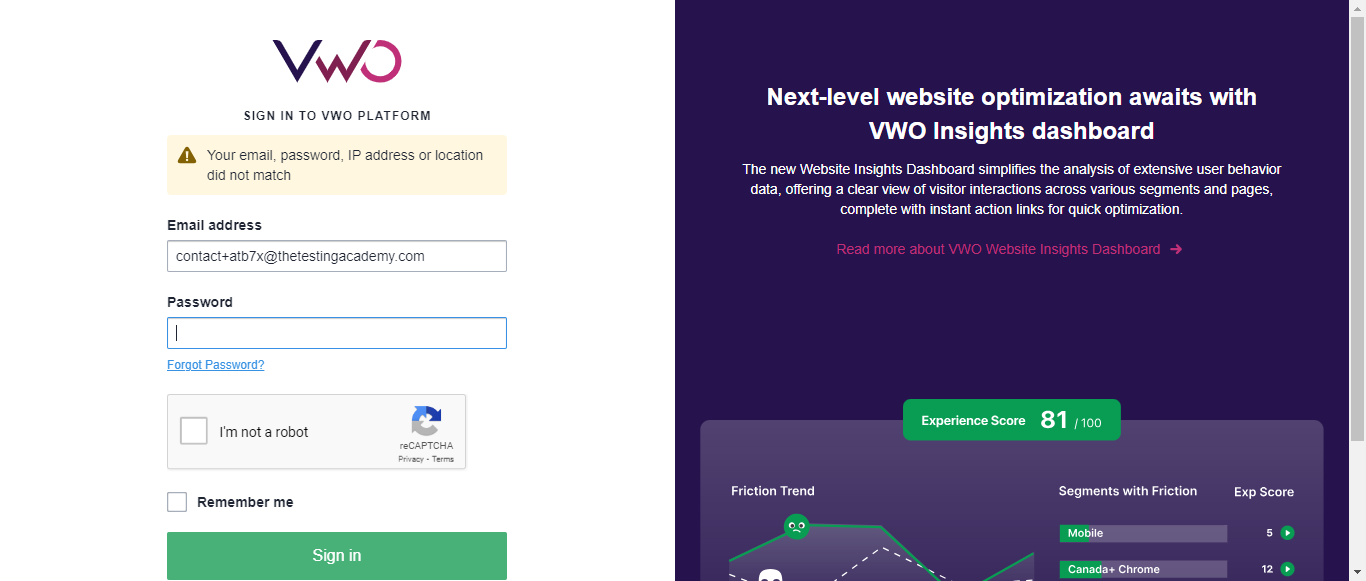 VWO
SIGN IN TO VWO PLATFORM
Your email, password, IP address or location
did not match
Email address
contact+atb7x@thetestingacademy.com
Password
Forgot Password?
I'm not a robot
reCAPTCHA
Privacy - Terms
Remember me
Sign in
Next-level website optimization awaits with
VWO Insights dashboard
The new Website Insights Dashboard simplifies the analysis of extensive user behavior
data, offering a clear view of visitor interactions across various segments and pages,
complete with instant action links for quick optimization.
Read more about VWO Website Insights Dashboard →
Experience Score 81 / 100
Friction Trend
Segments with Friction Exp Score
Mobile 5
Canada+ Chrome 12